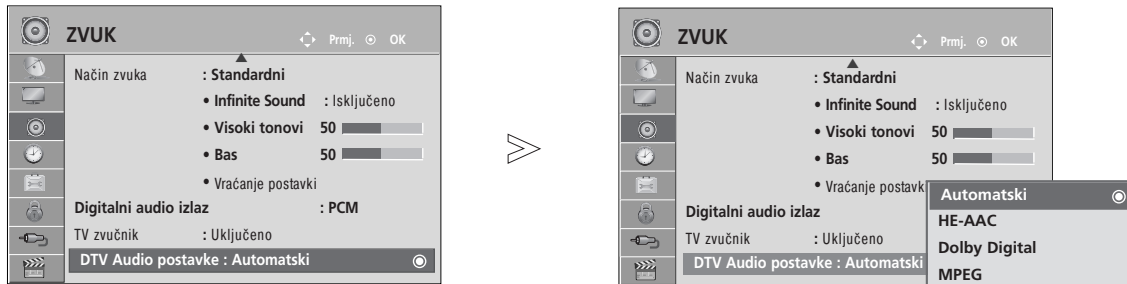 ZVUK
Prmj. OK
Način zvuka : Standardni
• Infinite Sound : Isključeno
• Visoki tonovi 50
• Bas 50
• Vraćanje postavki
Digitalni audio izlaz : PCM
TV zvučnik : Uključeno
DTV Audio postavke : Automatski
ZVUK
Prmj. OK
Način zvuka : Standardni
• Infinite Sound : Isključeno
• Visoki tonovi 50
• Bas 50
• Vraćanje postavk
Digitalni audio izlaz
TV zvučnik : Uključeno
DTV Audio postavke : Automatski
Automatski
HE-AAC
Dolby Digital
MPEG